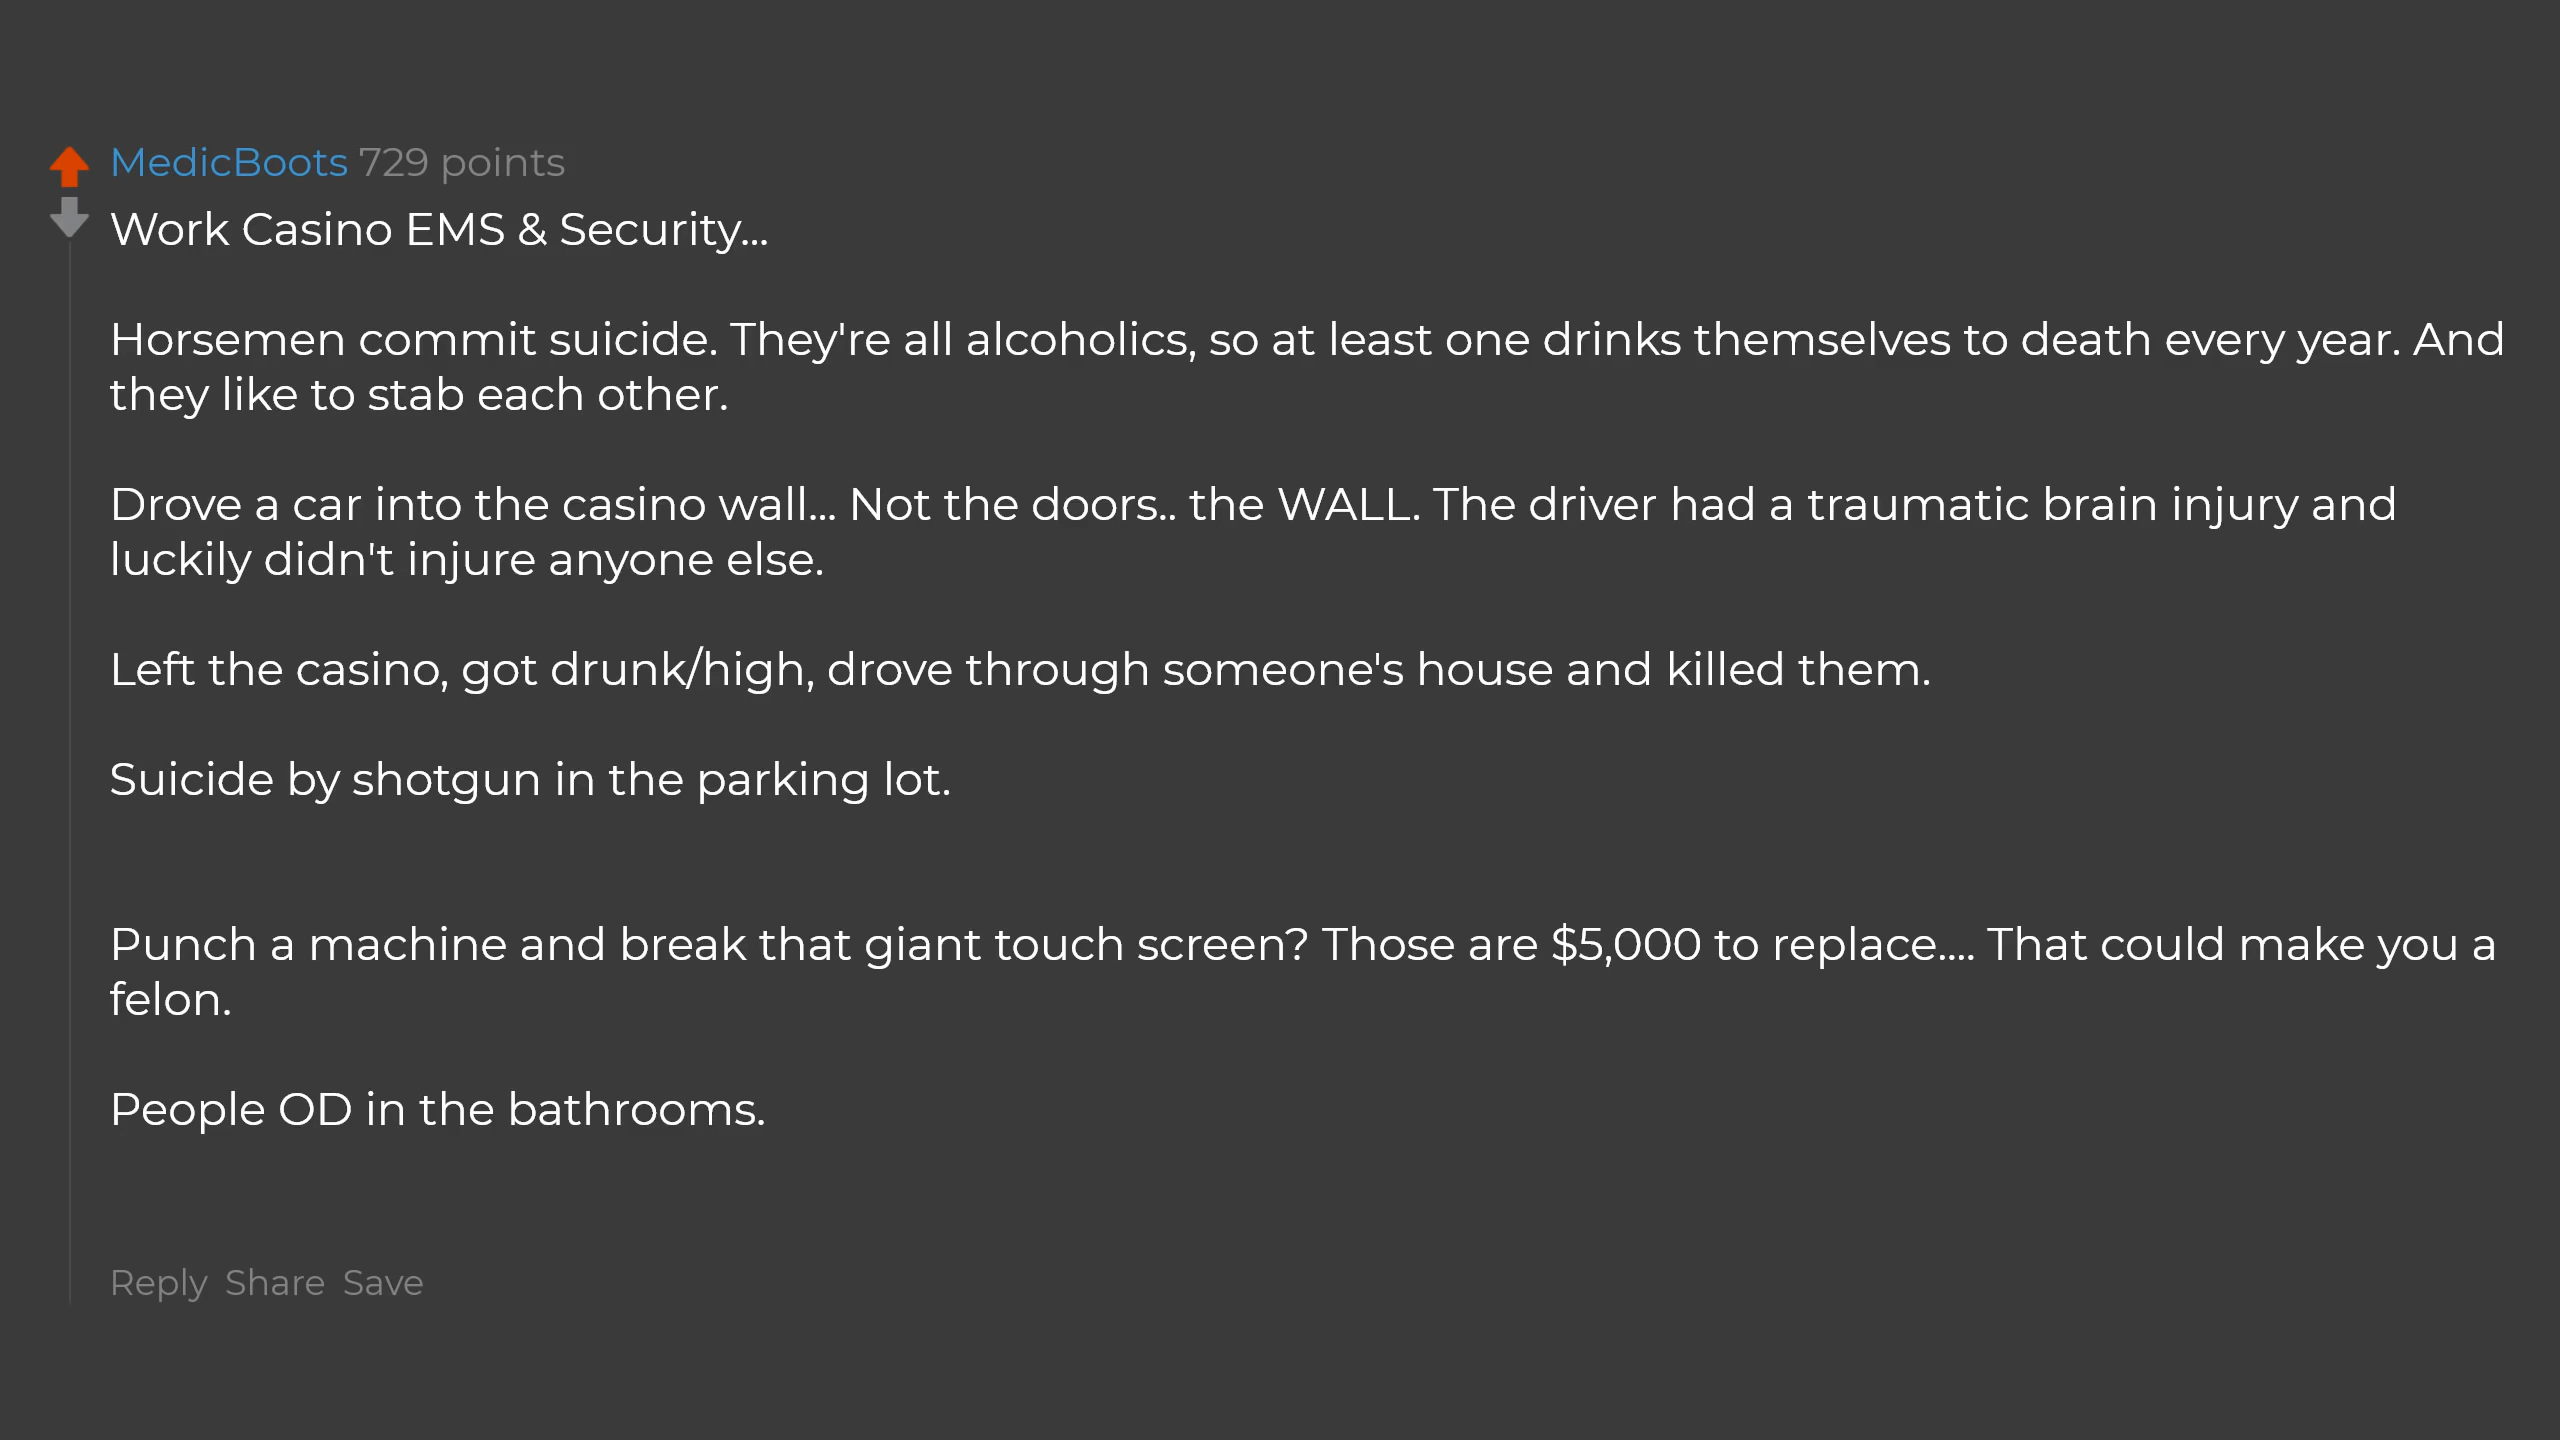 MedicBoots 729 points
Work Casino EMS & Security...
Horsemen commit suicide. They're all alcoholics, so at least one drinks themselves to death every year. And
they like to stab each other.
Drove a car into the casino wall... Not the doors.. the WALL. The driver had a traumatic brain injury and
luckily didn't injure anyone else.
Left the casino, got drunk/high, drove through someone's house and killed them.
Suicide by shotgun in the parking lot.
Punch a machine and break that giant touch screen? Those are $5,000 to replace.... That could make you a
felon.
People OD in the bathrooms.
Reply Share Save